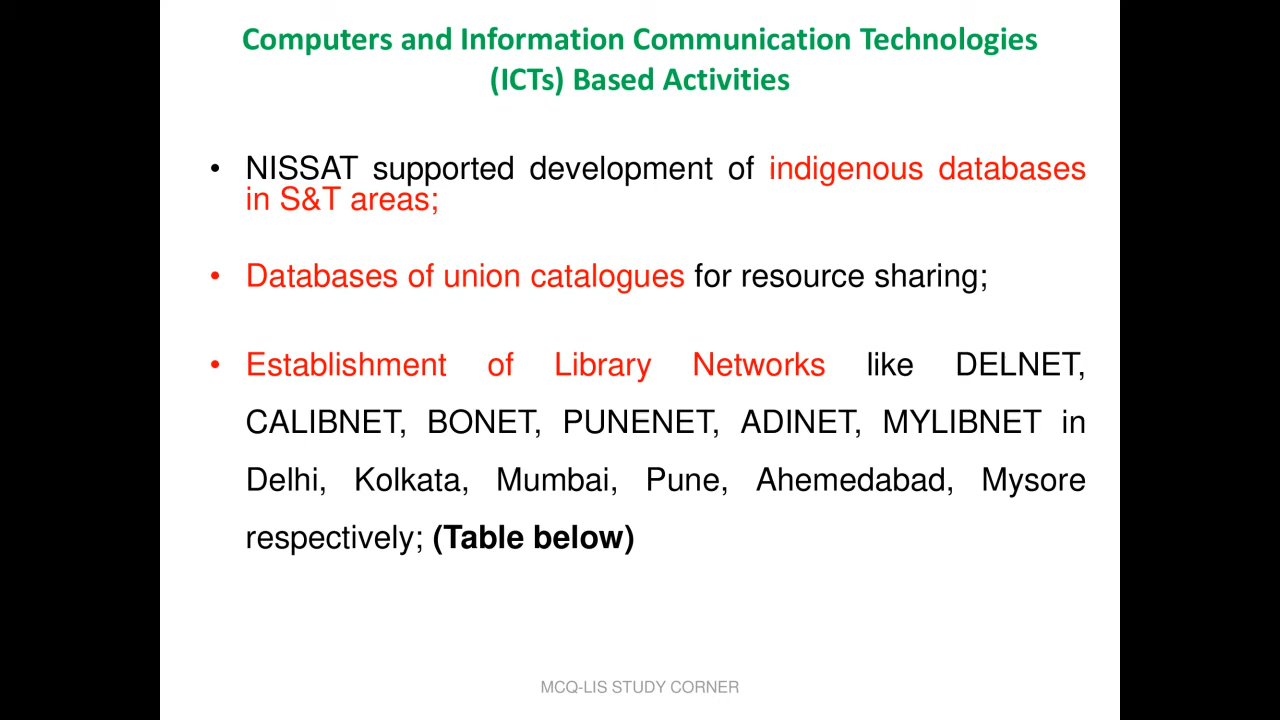 Computers and Information Communication Technologies
(ICTs) Based Activities
• NISSAT supported development of indigenous databases
in S&T areas;
• Databases of union catalogues for resource sharing;
• Establishment of Library Networks like DELNET,
CALIBNET, BONET, PUNENET, ADINET, MYLIBNET in
Delhi, Kolkata, Mumbai, Pune, Ahemedabad, Mysore
respectively; (Table below)
MCQ-LIS STUDY CORNER